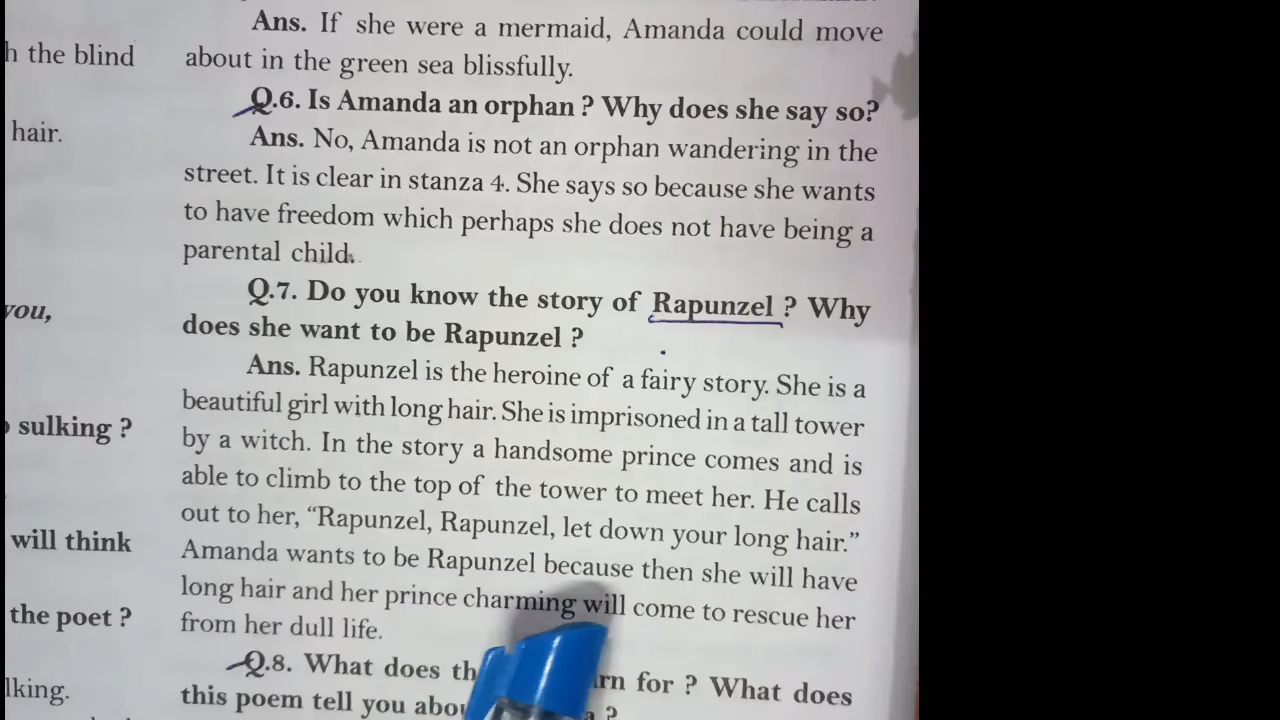 Ans. If she were a mermaid, Amanda could move
about in the green sea blissfully.
Q.6. Is Amanda an orphan ? Why does she say so?
Ans. No, Amanda is not an orphan wandering in the
street. It is clear in stanza 4. She says so because she wants
to have freedom which perhaps she does not have being a
parental child.
Q.7. Do you know the story of Rapunzel ? Why
does she want to be Rapunzel ?
Ans. Rapunzel is the heroine of a fairy story. She is a
beautiful girl with long hair. She is imprisoned in a tall tower
by a witch. In the story a handsome prince comes and is
able to climb to the top of the tower to meet her. He calls
out to her, “Rapunzel, Rapunzel, let down your long hair.”
Amanda wants to be Rapunzel because then she will have
long hair and her prince charming will come to rescue her
from her dull life.
Q.8. What does for ? What does
this poem tell you ?
the blind
hair.
you,
sulking ?
will think
the poet ?